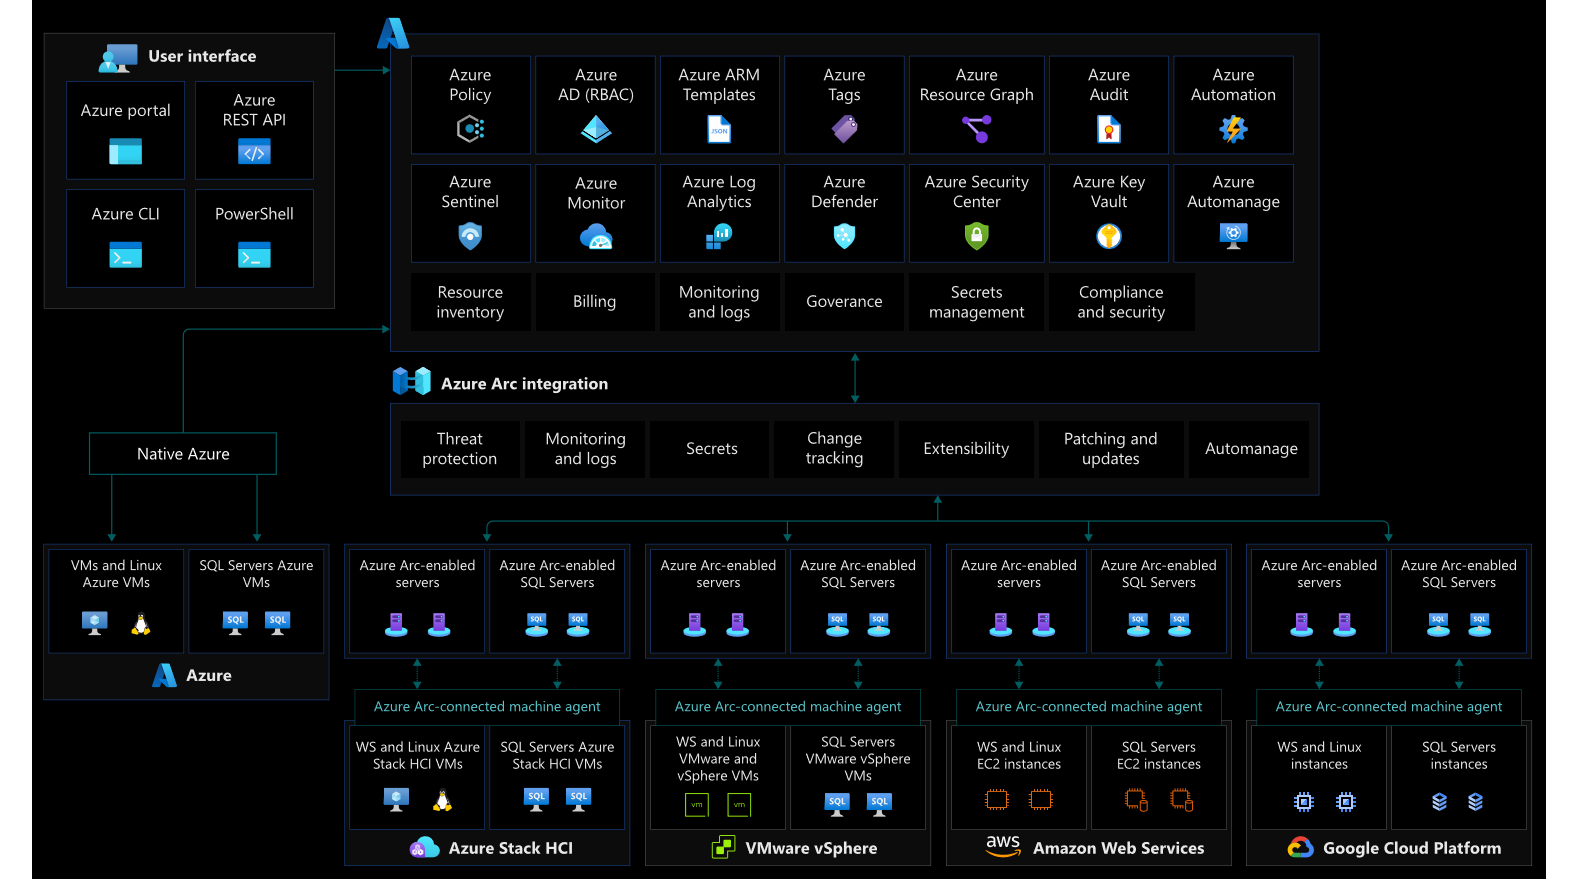 User interface
Azure portal
Azure
REST API
Azure CLI
PowerShell
Azure
Policy
Azure
AD (RBAC)
Azure ARM
Templates
JSON
Azure
Tags
Azure
Resource Graph
Azure
Audit
Azure
Automation
Azure
Sentinel
Azure
Monitor
Azure Log
Analytics
Azure
Defender
Azure Security
Center
Azure Key
Vault
Azure
Automanage
Resource
inventory
Billing
Monitoring
and logs
Goverance
Secrets
management
Compliance
and security
Azure Arc integration
Threat
protection
Monitoring
and logs
Secrets
Change
tracking
Extensibility
Patching and
updates
Automanage
Native Azure
VMs and Linux
Azure VMs
SQL Servers Azure
VMs
SQL
SQL
Azure
Azure Arc-enabled
servers
Azure Arc-enabled
SQL Servers
SQL
SQL
Azure Arc-enabled
servers
Azure Arc-enabled
SQL Servers
SQL
SQL
Azure Arc-enabled
servers
Azure Arc-enabled
SQL Servers
SQL
SQL
Azure Arc-enabled
servers
Azure Arc-enabled
SQL Servers
SQL
SQL
Azure Arc-connected machine agent
WS and Linux Azure
Stack HCI VMs
SQL Servers Azure
Stack HCI VMs
SQL
SQL
Azure Stack HCI
Azure Arc-connected machine agent
WS and Linux
VMware and
vSphere VMs
vm
vm
SQL Servers
VMware vSphere
VMs
SQL
SQL
VMware vSphere
Azure Arc-connected machine agent
WS and Linux
EC2 instances
SQL Servers
EC2 instances
aws
Amazon Web Services
Azure Arc-connected machine agent
WS and Linux
instances
SQL Servers
instances
Google Cloud Platform